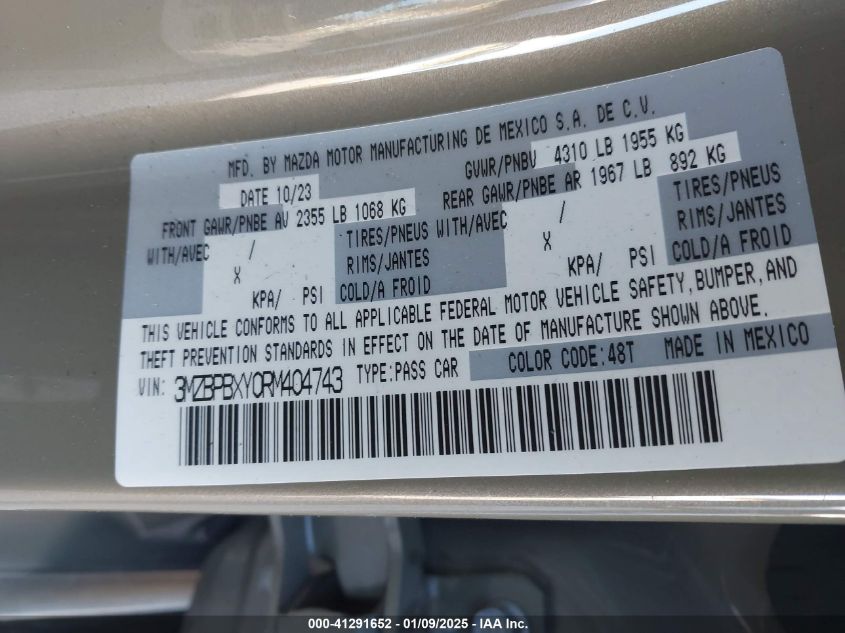 MFD. BY MAZDA MOTOR MANUFACTURING DE MEXICO S.A. DE C.V.
DATE 10/23 GVWR/PNBV 4310 LB 1955 KG
FRONT GAWR/PNBE AV 2355 LB 1068 KG REAR GAWR/PNBE AR 1967 LB 892 KG
WITH/AVEC / TIRES/PNEUS WITH/AVEC / TIRES/PNEUS
X RIMS/JANTES X RIMS/JANTES
KPA/ PSI COLD/A FROID KPA/ PSI COLD/A FROID
THIS VEHICLE CONFORMS TO ALL APPLICABLE FEDERAL MOTOR VEHICLE SAFETY, BUMPER, AND
THEFT PREVENTION STANDARDS IN EFFECT ON THE DATE OF MANUFACTURE SHOWN ABOVE.
VIN: 3MZBPBXY0RM404743 TYPE:PASS CAR COLOR CODE:48T MADE IN MEXICO
000-41291652 - 01/09/2025 - IAA Inc.